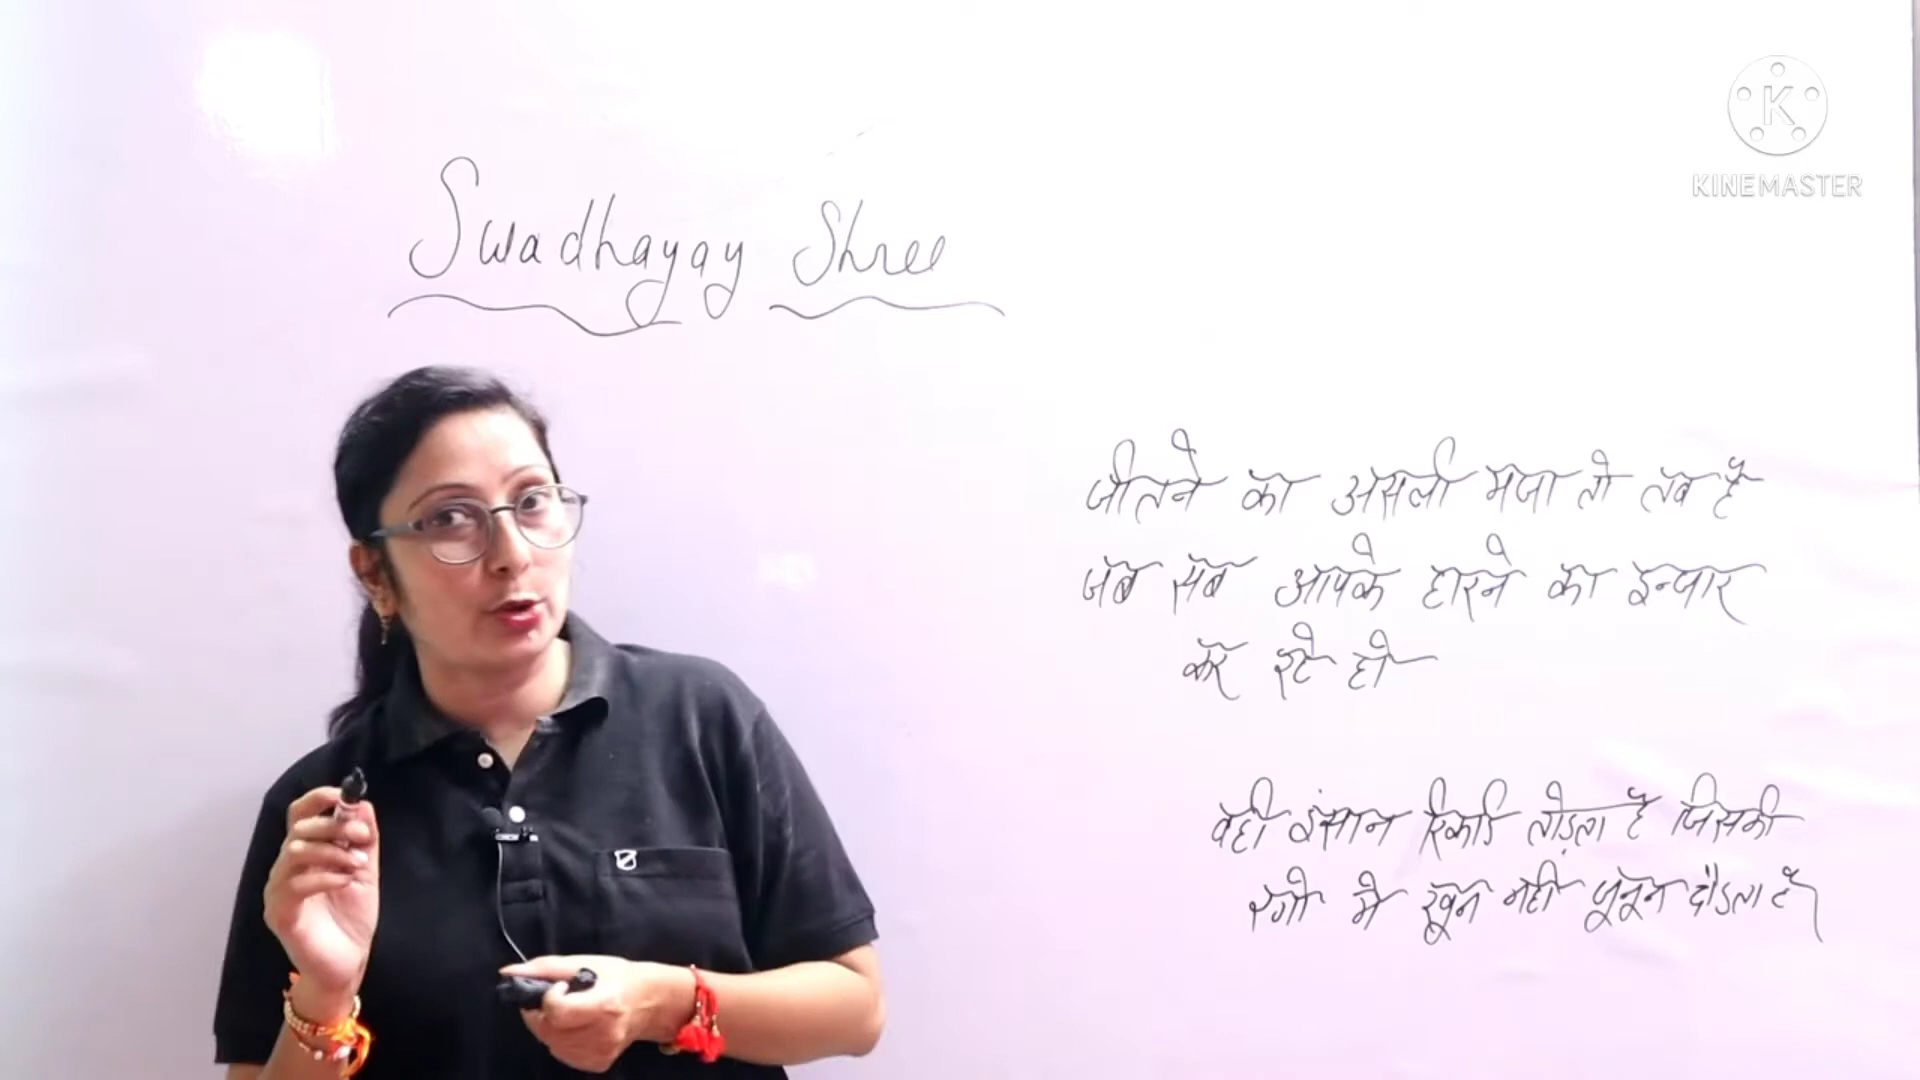 KINEMASTER
Swadhayay Shree
जीतने का असली मजा तो तब है
जब सब आपके हारने का इन्तजार
कर रहे हो
वही इंसान रिकार्ड तोड़ता है जिसकी
रगो मे खून नही जूनून दौडता है